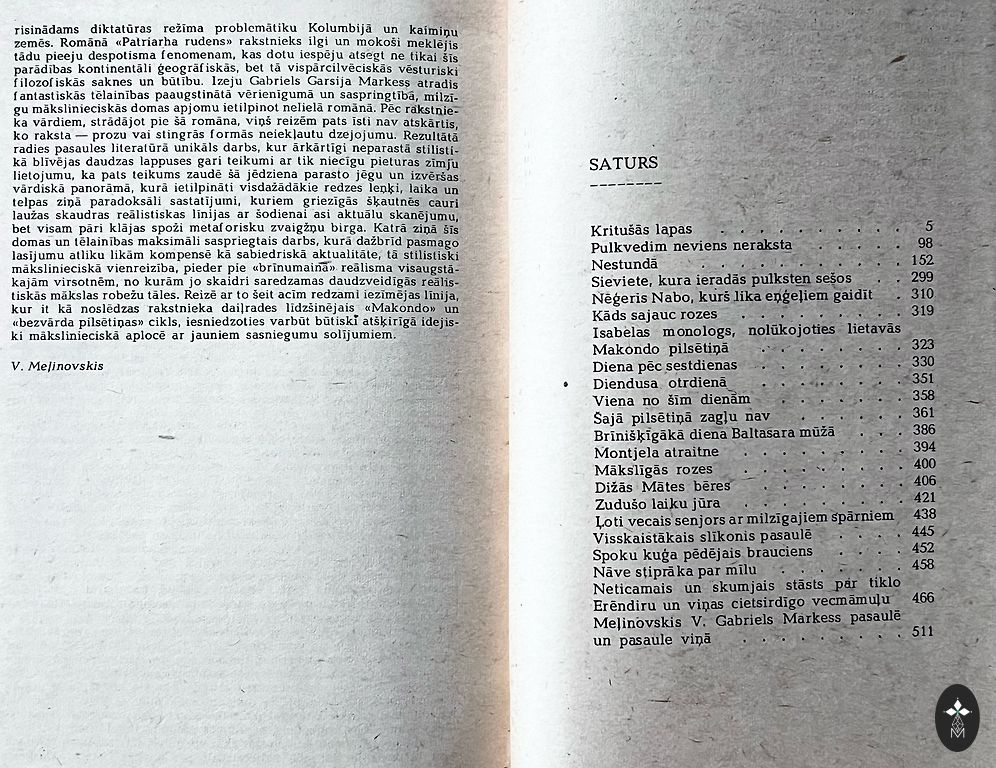 risinādams diktatūras režīma problemātiku Kolumbijā un kaimiņu
zemēs. Romānā «Patriarha rudens» rakstnieks ilgi un mokoši meklējis
tādu pieeju despotisma fenomenam, kas dotu iespēju atsegt ne tikai šīs
parādības kontinentāli ģeogrāfiskās, bet tā vispārcilvēciskās vēsturiski
filozofiskās saknes un būtību. Izeju Gabriels Garsija Markess atradis
fantastiskās tēlainības paaugstinātā vērienīgumā un saspringtībā, milzī-
gu mākslinieciskās domas apjomu ietilpinot nelielā romānā. Pēc rakstnie-
ka vārdiem, strādājot pie šā romāna, viņš reizēm pats īsti nav atskārtis,
ko raksta — prozu vai stingrās formās neiekļautu dzejojumu. Rezultātā
radies pasaules literatūrā unikāls darbs, kur ārkārtīgi neparastā stilisti-
kā blīvējas daudzas lappuses gari teikumi ar tik niecīgu pieturas zīmju
lietojumu, ka pats teikums zaudē šā jēdziena parasto jēgu un izvēršas
vārdiskā panorāmā, kurā ietilpināti visdažādākie redzes leņķi, laika un
telpas ziņā paradoksāli sastatījumi, kuriem griezīgās šķautnēs cauri
laužas skaudras reālistiskas līnijas ar šodienai asi aktuālu skanējumu,
bet visam pāri klājas spoži metaforisku zvaigžņu birga. Katrā ziņā šīs
domas un tēlainības maksimāli saspriegtais darbs, kurā dažbrīd pasmago
lasījumu atliku likām kompensē kā sabiedriskā aktualitāte, tā stilistiski
mākslinieciskā vienreizība, pieder pie «brīnumainā» reālisma visaugstā-
kajām virsotnēm, no kurām jo skaidri saredzamas daudzveidīgās reālis-
tiskās mākslas robežu tāles. Reizē ar to šeit acīm redzami iezīmējas līnija,
kur it kā noslēdzas rakstnieka daiļrades līdzšinējais «Makondo» un
«bezvārda pilsētiņas» cikls, iesniedzoties varbūt būtiski atšķirīgā idejis-
ki mākslinieciskā aplocē ar jauniem sasniegumu solījumiem.
V. Meļinovskis
SATURS
Kritušās lapas . . . . . . . . . . 5
Pulkvedim neviens neraksta . . . . . 98
Nestundā . . . . . . . . . . . 152
Sieviete, kura ieradās pulksten sešos . . 299
Nēģeris Nabo, kurš lika eņģeļiem gaidīt . 310
Kāds sajauc rozes . . . . . . . . 319
Isabelas monologs, nolūkojoties lietavās
Makondo pilsētiņā . . . . . . . 323
Diena pēc sestdienas . . . . . . . 330
Diendusa otrdienā . . . . . . . 351
Viena no šīm dienām . . . . . . . 358
Šajā pilsētiņā zagļu nav . . . . . . 361
Brīnišķīgākā diena Baltasara mūžā . . . 386
Montjela atraitne . . . . . . . . 394
Mākslīgās rozes . . . . . . . . 400
Dižās Mātes bēres . . . . . . . 406
Zudušo laiku jūra . . . . . . . . 421
Ļoti vecais senjors ar milzīgajiem spārniem 438
Visskaistākais slīkonis pasaulē . . . . 445
Spoku kuģa pēdējais brauciens . . . . 452
Nāve stiprāka par mīlu . . . . . . 458
Neticamais un skumjais stāsts par tiklo
Erēndiru un viņas cietsirdīgo vecmāmuļu 466
Meļinovskis V. Gabriels Markess pasaulē
un pasaule viņā . . . . . . . . 511
M